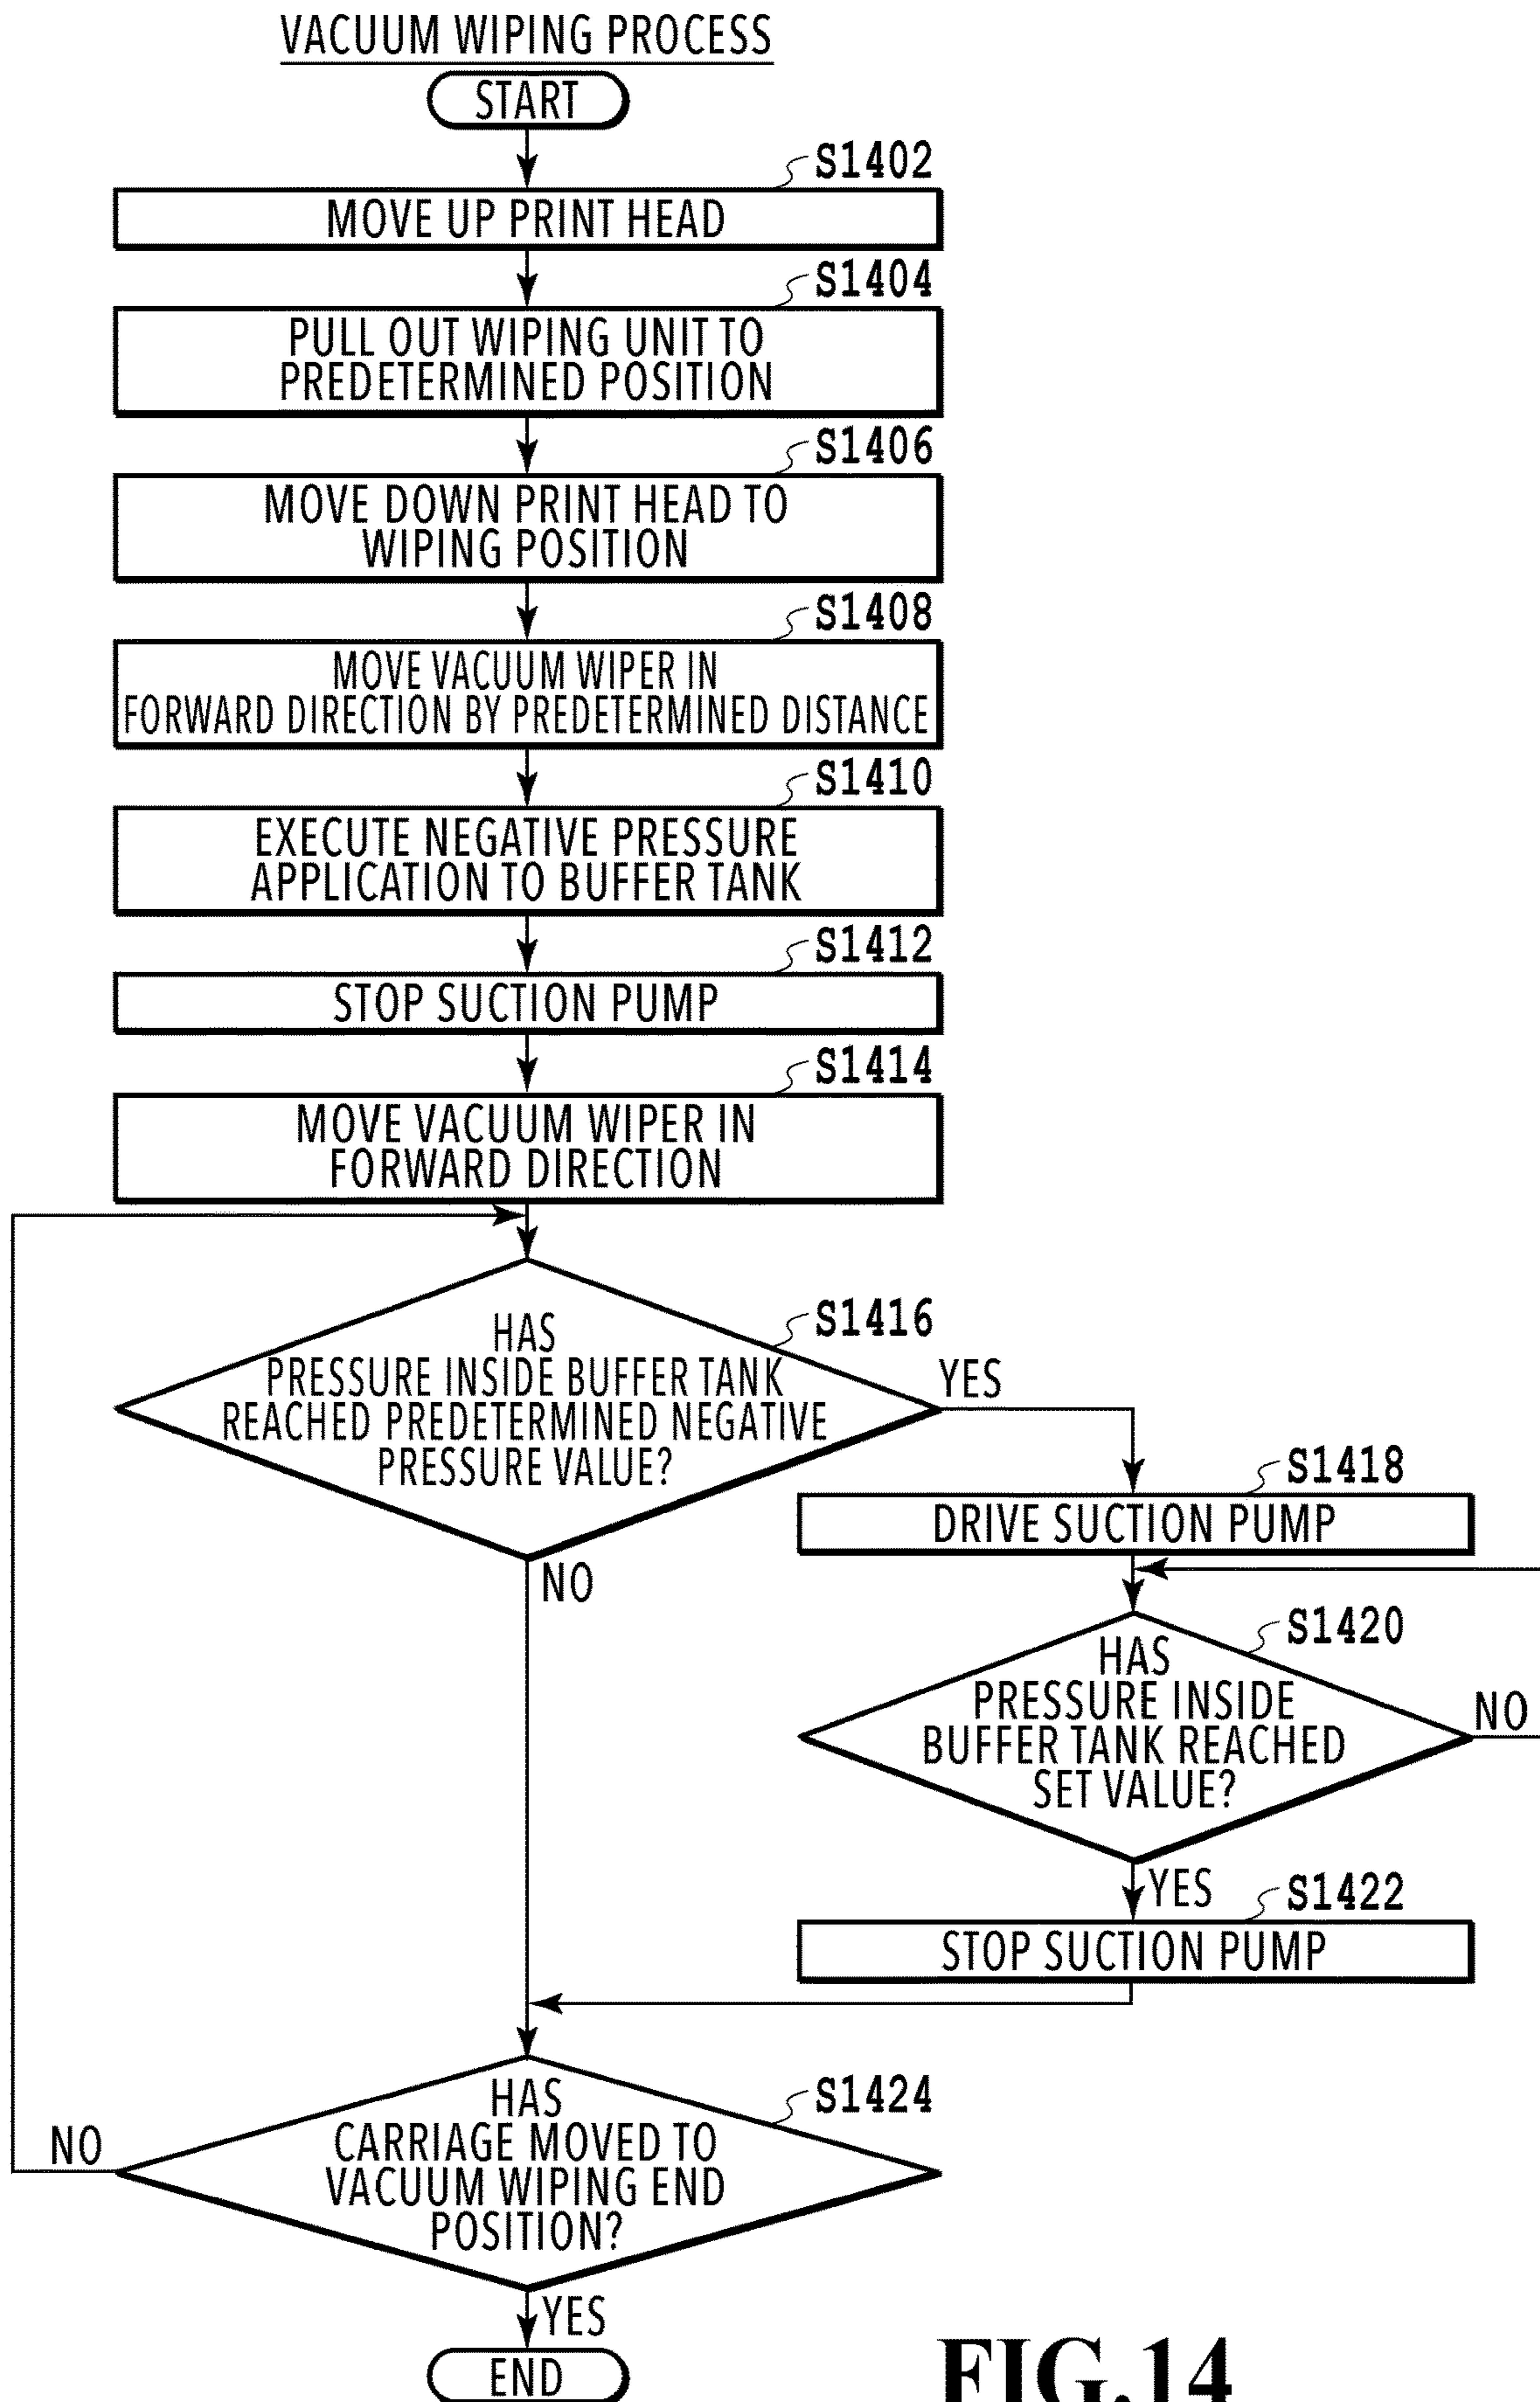 VACUUM WIPING PROCESS
START
S1402
MOVE UP PRINT HEAD
S1404
PULL OUT WIPING UNIT TO
PREDETERMINED POSITION
S1406
MOVE DOWN PRINT HEAD TO
WIPING POSITION
S1408
MOVE VACUUM WIPER IN
FORWARD DIRECTION BY PREDETERMINED DISTANCE
S1410
EXECUTE NEGATIVE PRESSURE
APPLICATION TO BUFFER TANK
S1412
STOP SUCTION PUMP
S1414
MOVE VACUUM WIPER IN
FORWARD DIRECTION
S1416
HAS
PRESSURE INSIDE BUFFER TANK
REACHED PREDETERMINED NEGATIVE
PRESSURE VALUE?
YES
NO
S1418
DRIVE SUCTION PUMP
S1420
HAS
PRESSURE INSIDE
BUFFER TANK REACHED
SET VALUE?
NO
YES
S1422
STOP SUCTION PUMP
S1424
HAS
CARRIAGE MOVED TO
VACUUM WIPING END
POSITION?
NO
YES
END
FIG.14